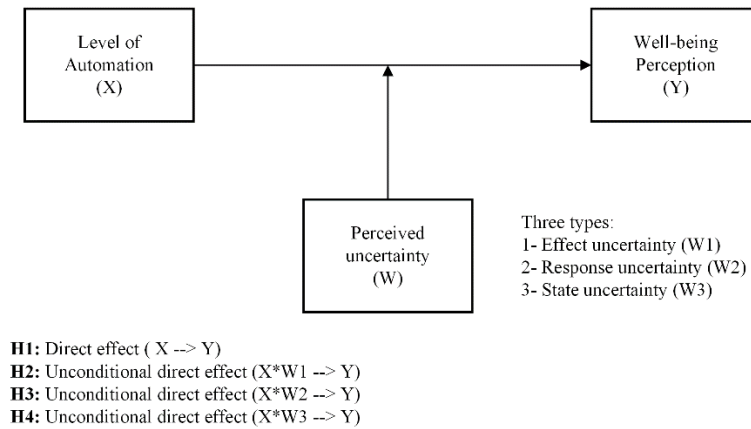 Level of
Automation
(X)
Well-being
Perception
(Y)
Perceived
uncertainty
(W)
Three types:
1- Effect uncertainty (W1)
2- Response uncertainty (W2)
3- State uncertainty (W3)
H1: Direct effect ( X --> Y)
H2: Unconditional direct effect (X*W1 --> Y)
H3: Unconditional direct effect (X*W2 --> Y)
H4: Unconditional direct effect (X*W3 --> Y)